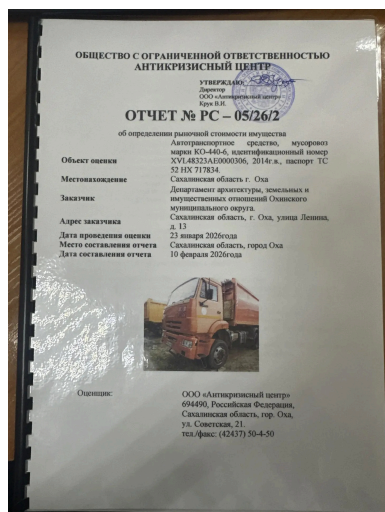 ОБЩЕСТВО С ОГРАНИЧЕННОЙ ОТВЕТСТВЕННОСТЬЮ
АНТИКРИЗИСНЫЙ ЦЕНТР
УТВЕРЖДАЮ:
Директор
ООО «Антикризисный центр»
Крук В.И.
ОТЧЕТ № РС – 05/26/2
об определении рыночной стоимости имущества
Объект оценки
Автотранспортное средство, мусоровоз
марки КО-440-6, идентификационный номер
XVL48323AE0000306, 2014г.в., паспорт ТС
52 НХ 717834.
Местонахождение Сахалинская область г. Оха
Заказчик
Департамент архитектуры, земельных и
имущественных отношений Охинского
муниципального округа.
Адрес заказчика
Сахалинская область, г. Оха, улица Ленина,
д. 13
Дата проведения оценки 23 января 2026года
Место составления отчета Сахалинская область, город Оха
Дата составления отчета 10 февраля 2026года
Оценщик:
ООО «Антикризисный центр»
694490, Российская Федерация,
Сахалинская область, гор. Оха,
ул. Советская, 21.
тел./факс: (42437) 50-4-50